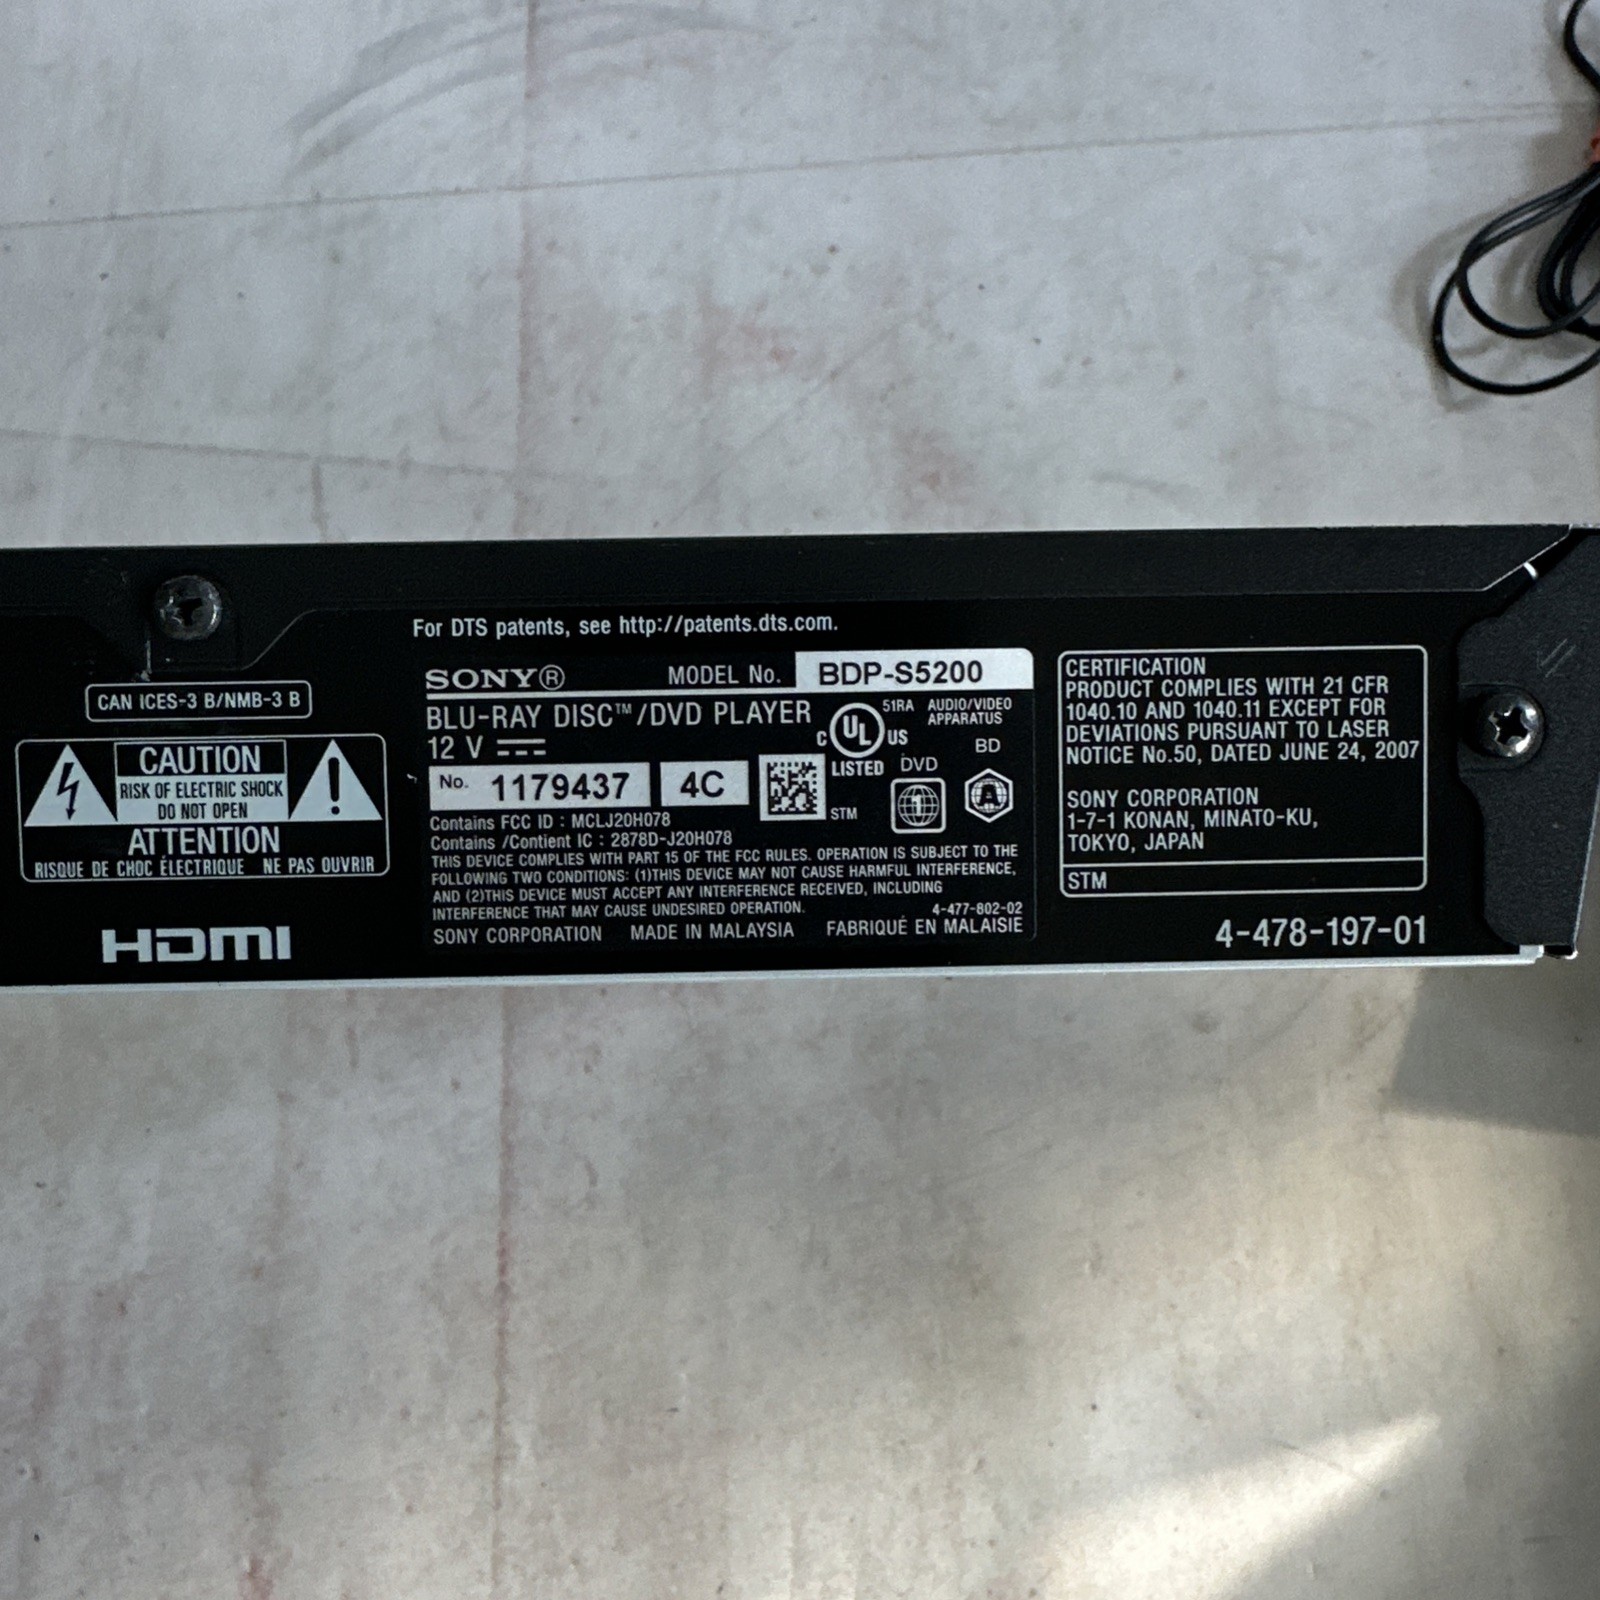 For DTS patents, see http://patents.dts.com.
CAN ICES-3 B/NMB-3 B
CAUTION
RISK OF ELECTRIC SHOCK
DO NOT OPEN
ATTENTION
RISQUE DE CHOC ÉLECTRIQUE NE PAS OUVRIR
HDMI
SONY® MODEL No. BDP-S5200
BLU-RAY DISC™/DVD PLAYER
12 V
No. 1179437 4C
C UL US
LISTED
51RA AUDIO/VIDEO
APPARATUS
STM
DVD
1
BD
A
Contains FCC ID : MCLJ20H078
Contains /Contient IC : 2878D-J20H078
THIS DEVICE COMPLIES WITH PART 15 OF THE FCC RULES. OPERATION IS SUBJECT TO THE
FOLLOWING TWO CONDITIONS: (1)THIS DEVICE MAY NOT CAUSE HARMFUL INTERFERENCE,
AND (2)THIS DEVICE MUST ACCEPT ANY INTERFERENCE RECEIVED, INCLUDING
INTERFERENCE THAT MAY CAUSE UNDESIRED OPERATION. 4-477-802-02
SONY CORPORATION MADE IN MALAYSIA FABRIQUÉ EN MALAISIE
CERTIFICATION
PRODUCT COMPLIES WITH 21 CFR
1040.10 AND 1040.11 EXCEPT FOR
DEVIATIONS PURSUANT TO LASER
NOTICE No.50, DATED JUNE 24, 2007
SONY CORPORATION
1-7-1 KONAN, MINATO-KU,
TOKYO, JAPAN
STM
4-478-197-01